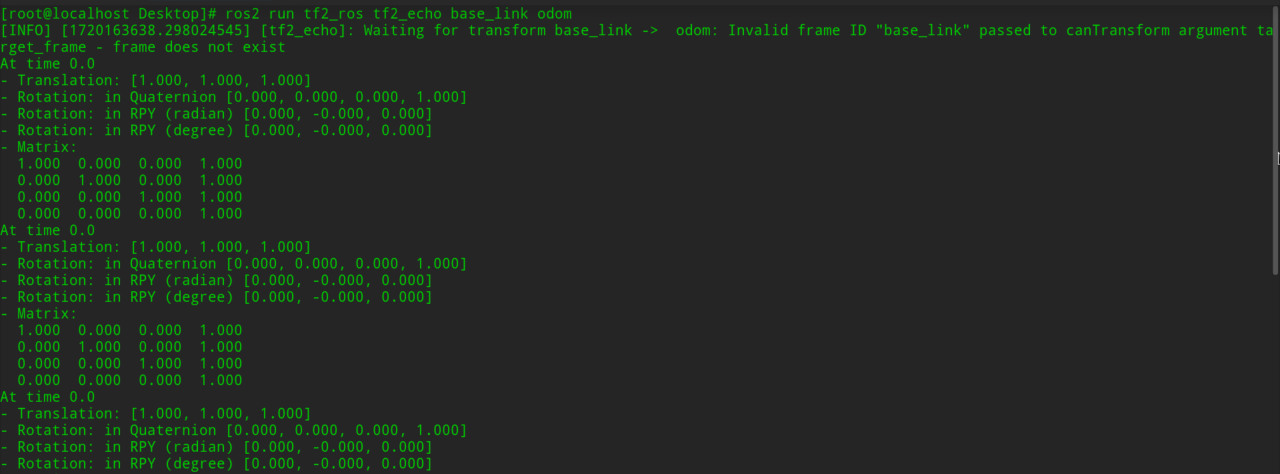 [root@localhost Desktop]# ros2 run tf2_ros tf2_echo base_link odom
[INFO] [1720163638.298024545] [tf2_echo]: Waiting for transform base_link ->  odom: Invalid frame ID "base_link" passed to canTransform argument ta
rget_frame - frame does not exist
At time 0.0
- Translation: [1.000, 1.000, 1.000]
- Rotation: in Quaternion [0.000, 0.000, 0.000, 1.000]
- Rotation: in RPY (radian) [0.000, -0.000, 0.000]
- Rotation: in RPY (degree) [0.000, -0.000, 0.000]
- Matrix:
  1.000  0.000  0.000  1.000
  0.000  1.000  0.000  1.000
  0.000  0.000  1.000  1.000
  0.000  0.000  0.000  1.000
At time 0.0
- Translation: [1.000, 1.000, 1.000]
- Rotation: in Quaternion [0.000, 0.000, 0.000, 1.000]
- Rotation: in RPY (radian) [0.000, -0.000, 0.000]
- Rotation: in RPY (degree) [0.000, -0.000, 0.000]
- Matrix:
  1.000  0.000  0.000  1.000
  0.000  1.000  0.000  1.000
  0.000  0.000  1.000  1.000
  0.000  0.000  0.000  1.000
At time 0.0
- Translation: [1.000, 1.000, 1.000]
- Rotation: in Quaternion [0.000, 0.000, 0.000, 1.000]
- Rotation: in RPY (radian) [0.000, -0.000, 0.000]
- Rotation: in RPY (degree) [0.000, -0.000, 0.000]